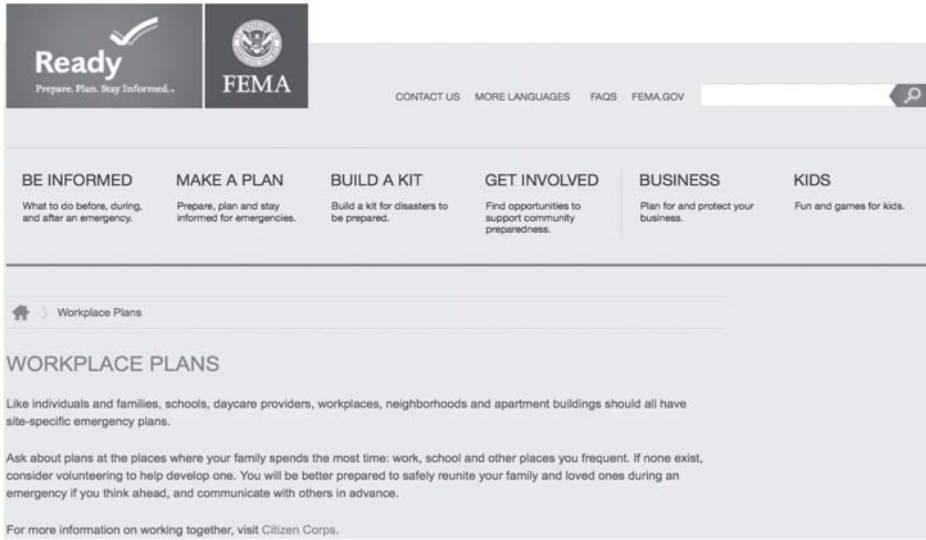 Ready
Prepare. Plan. Stay Informed.
FEMA
CONTACT US MORE LANGUAGES FAQS FEMA.GOV
BE INFORMED
What to do before, during,
and after an emergency.
MAKE A PLAN
Prepare, plan and stay
informed for emergencies.
BUILD A KIT
Build a kit for disasters to
be prepared.
GET INVOLVED
Find opportunities to
support community
preparedness.
BUSINESS
Plan for and protect your
business.
KIDS
Fun and games for kids.
Workplace Plans
WORKPLACE PLANS
Like individuals and families, schools, daycare providers, workplaces, neighborhoods and apartment buildings should all have
site-specific emergency plans.
Ask about plans at the places where your family spends the most time: work, school and other places you frequent. If none exist,
consider volunteering to help develop one. You will be better prepared to safely reunite your family and loved ones during an
emergency if you think ahead, and communicate with others in advance.
For more information on working together, visit Citizen Corps.